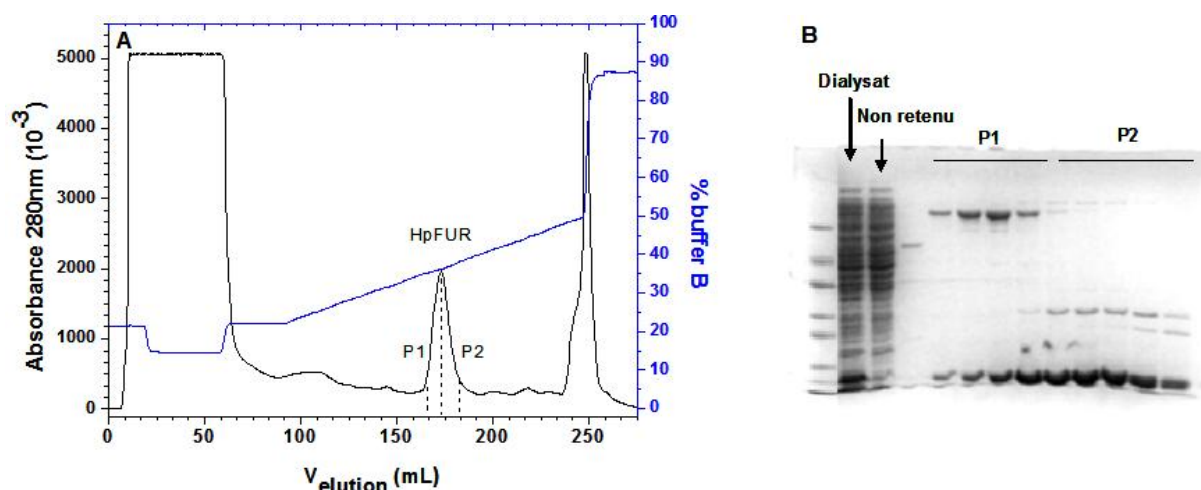 A
Absorbance 280nm (10⁻³)
5000
4000
3000
2000
1000
0
HpFUR
P1
P2
0
50
100
150
200
250
V_elution (mL)
100
90
80
70
60
50
40
30
20
10
0
% buffer B
B
Dialysat
Non retenu
P1
P2